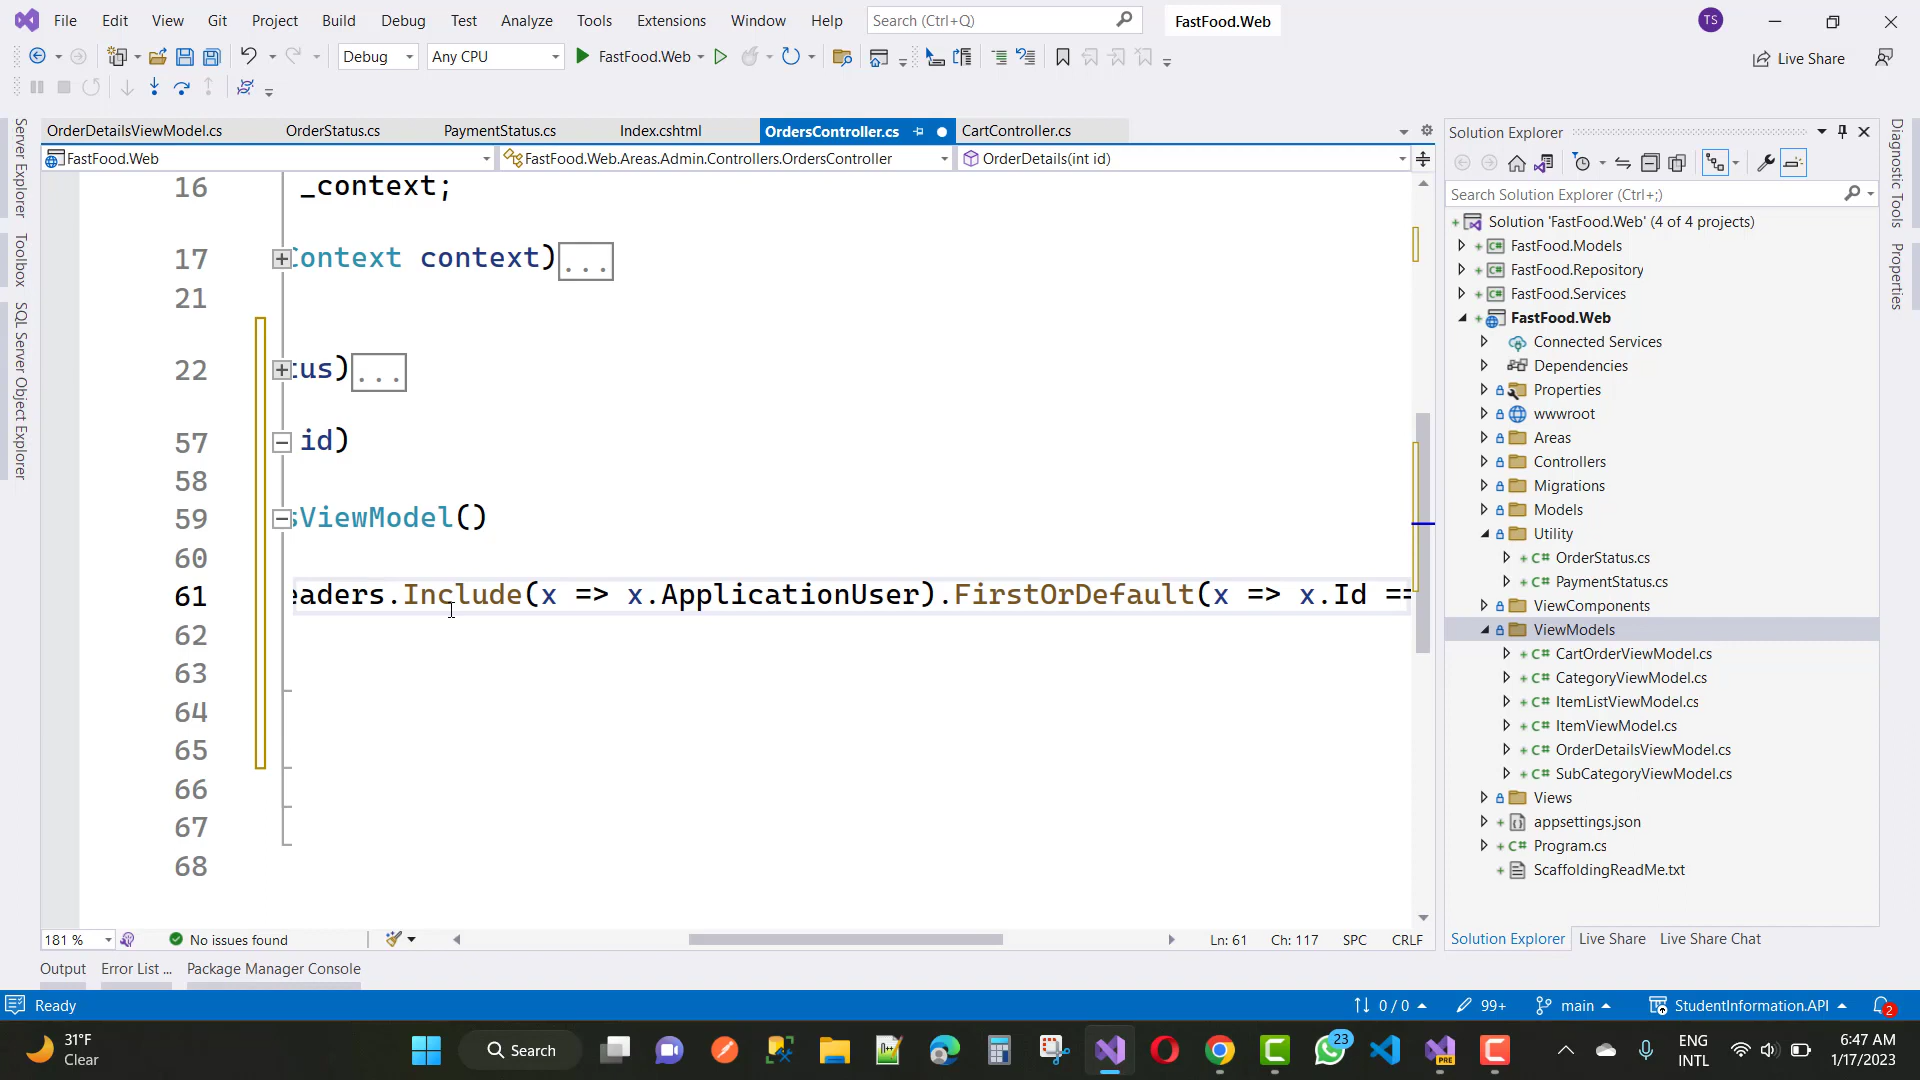 File Edit View Git Project Build Debug Test Analyze Tools Extensions Window Help Search (Ctrl+Q) FastFood.Web TS
Debug Any CPU FastFood.Web Live Share
OrderDetailsViewModel.cs OrderStatus.cs PaymentStatus.cs Index.cshtml OrdersController.cs CartController.cs
FastFood.Web FastFood.Web.Areas.Admin.Controllers.OrdersController OrderDetails(int id)
Server Explorer
Toolbox
SQL Server Object Explorer
16 _context;
17 Context context)...
21
22 tus)...
57 id)
58
59 sViewModel()
60
61 eaders.Include(x => x.ApplicationUser).FirstOrDefault(x => x.Id ==
62
63
64
65
66
67
68
181 % No issues found Ln: 61 Ch: 117 SPC CRLF
Output Error List ... Package Manager Console
Solution Explorer
Search Solution Explorer (Ctrl+;)
Solution 'FastFood.Web' (4 of 4 projects)
FastFood.Models
FastFood.Repository
FastFood.Services
FastFood.Web
Connected Services
Dependencies
Properties
wwwroot
Areas
Controllers
Migrations
Models
Utility
C# OrderStatus.cs
C# PaymentStatus.cs
ViewComponents
ViewModels
C# CartOrderViewModel.cs
C# CategoryViewModel.cs
C# ItemListViewModel.cs
C# ItemViewModel.cs
C# OrderDetailsViewModel.cs
C# SubCategoryViewModel.cs
Views
appsettings.json
C# Program.cs
ScaffoldingReadMe.txt
Solution Explorer Live Share Live Share Chat
Diagnostic Tools
Properties
Ready 0 / 0 99+ main StudentInformation.API 2
31°F
Clear
Search
23
PRE
ENG
INTL
6:47 AM
1/17/2023